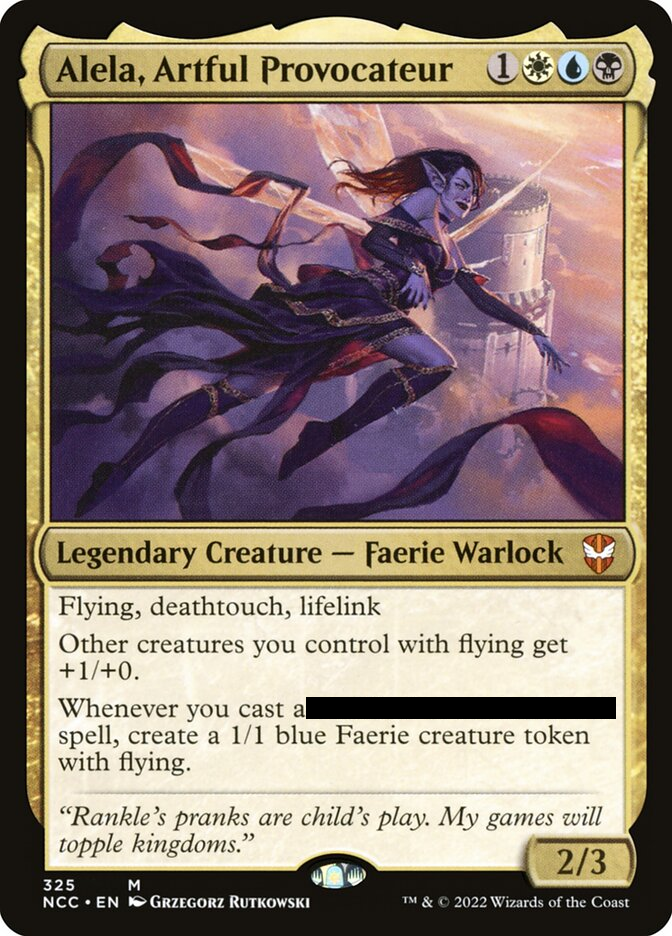 Alela, Artful Provocateur 1
Legendary Creature — Faerie Warlock
Flying, deathtouch, lifelink
Other creatures you control with flying get
+1/+0.
Whenever you cast a
spell, create a 1/1 blue Faerie creature token
with flying.
“Rankle’s pranks are child’s play. My games will
topple kingdoms.”
2/3
325 M
NCC • EN Grzegorz Rutkowski
™ & © 2022 Wizards of the Coast